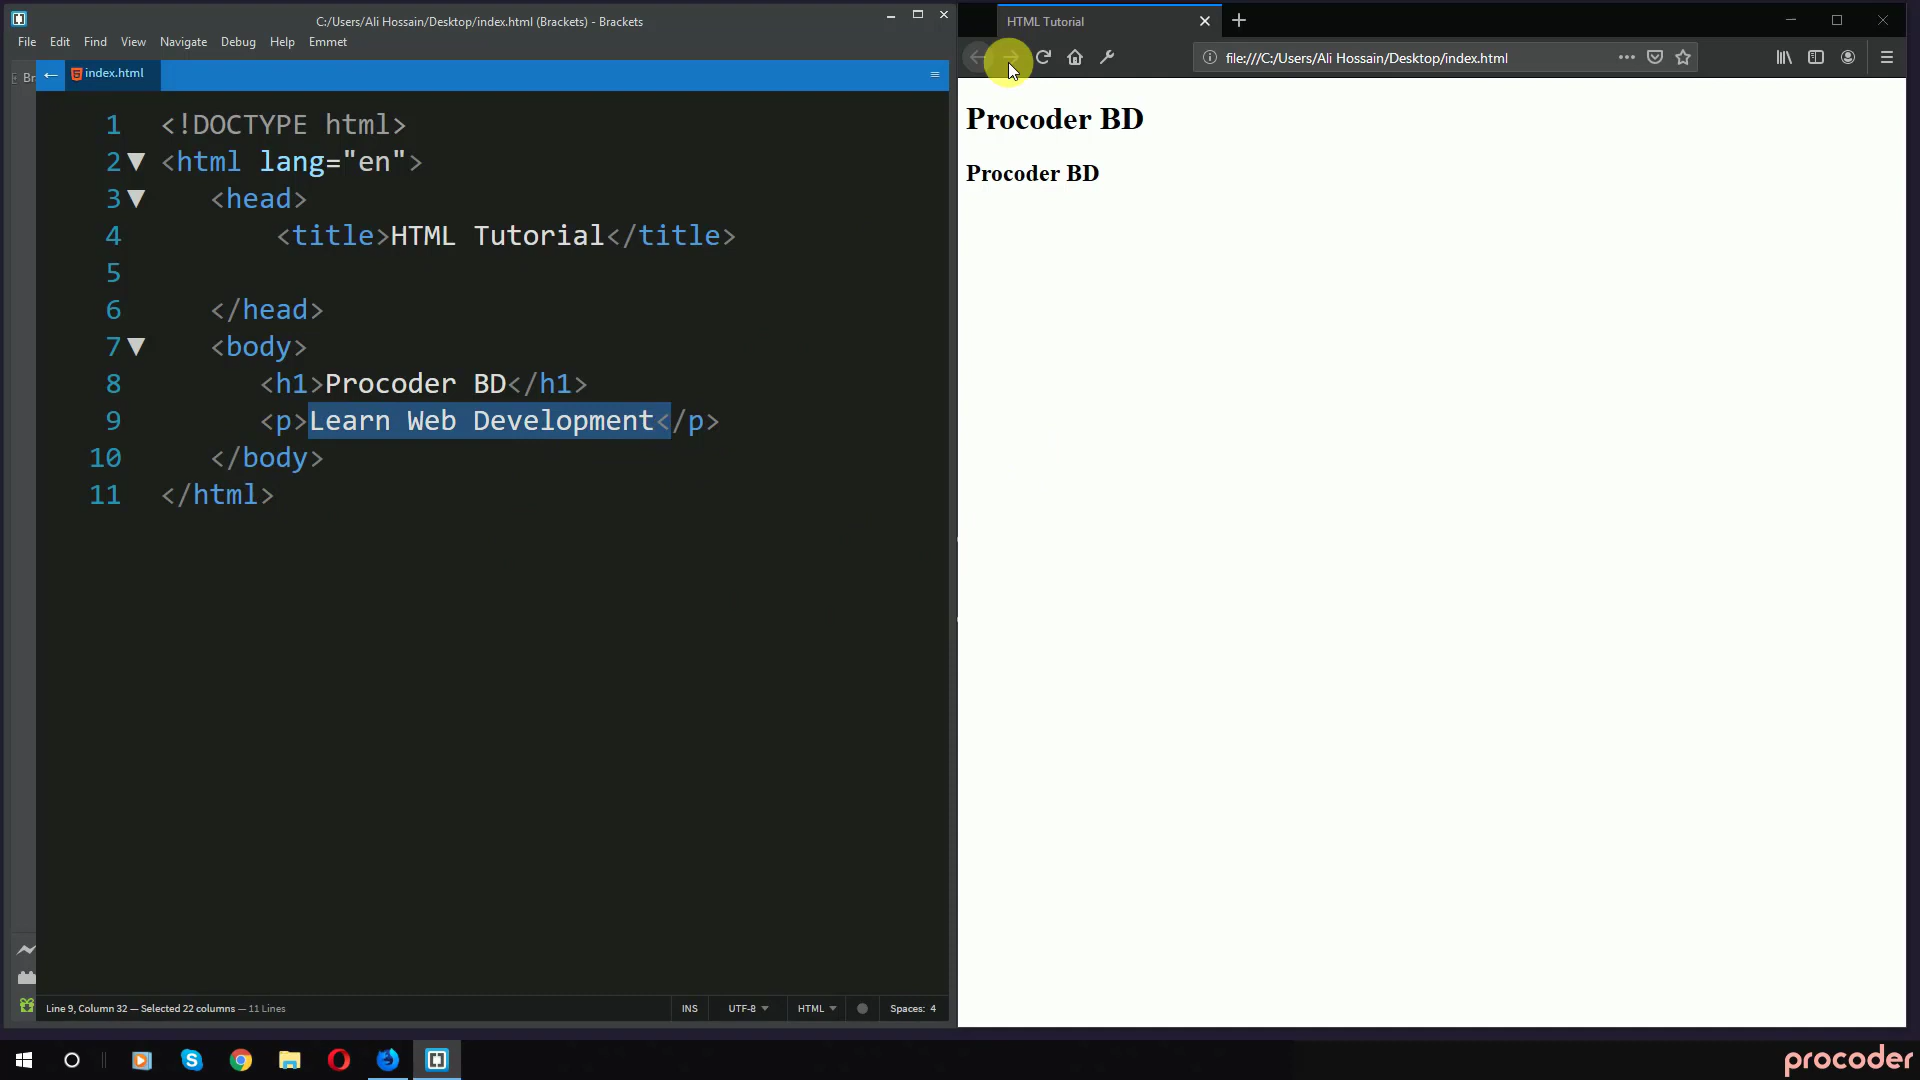 C:/Users/Ali Hossain/Desktop/index.html (Brackets) - Brackets
File Edit Find View Navigate Debug Help Emmet
Br
index.html
1 <!DOCTYPE html>
2 <html lang="en">
3 <head>
4 <title>HTML Tutorial</title>
5
6 </head>
7 <body>
8 <h1>Procoder BD</h1>
9 <p>Learn Web Development</p>
10 </body>
11 </html>
Line 9, Column 32 — Selected 22 columns — 11 Lines
INS UTF-8 HTML Spaces: 4
HTML Tutorial
file:///C:/Users/Ali Hossain/Desktop/index.html
Procoder BD
Procoder BD
procoder